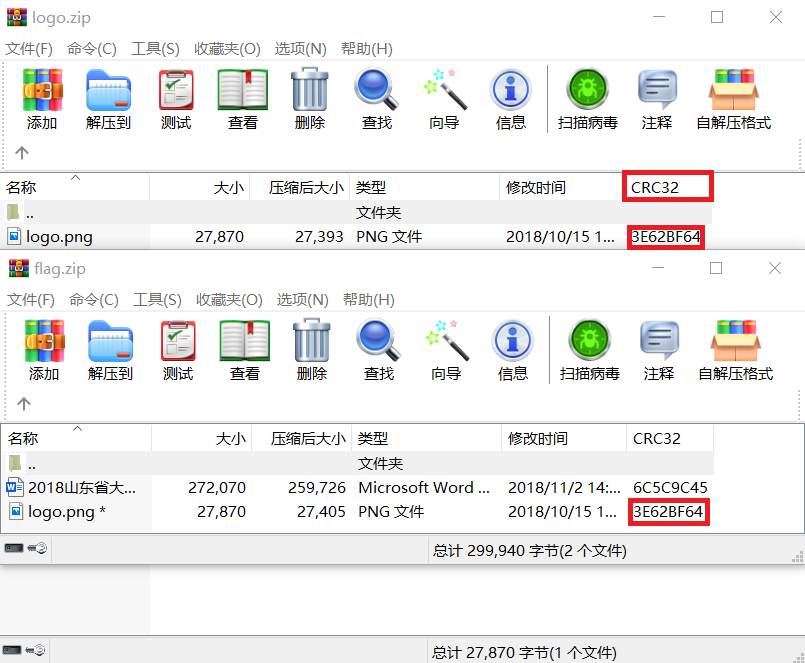 logo.zip
文件(F) 命令(C) 工具(S) 收藏夹(O) 选项(N) 帮助(H)
添加 解压到 测试 查看 删除 查找 向导 信息 扫描病毒 注释 自解压格式
名称 大小 压缩后大小 类型 修改时间 CRC32
.. 文件夹
logo.png 27,870 27,393 PNG 文件 2018/10/15 1... 3E62BF64
flag.zip
文件(F) 命令(C) 工具(S) 收藏夹(O) 选项(N) 帮助(H)
添加 解压到 测试 查看 删除 查找 向导 信息 扫描病毒 注释 自解压格式
名称 大小 压缩后大小 类型 修改时间 CRC32
.. 文件夹
2018山东省大... 272,070 259,726 Microsoft Word ... 2018/11/2 14:... 6C5C9C45
logo.png * 27,870 27,405 PNG 文件 2018/10/15 1... 3E62BF64
总计 299,940 字节(2 个文件)
总计 27,870 字节(1 个文件)